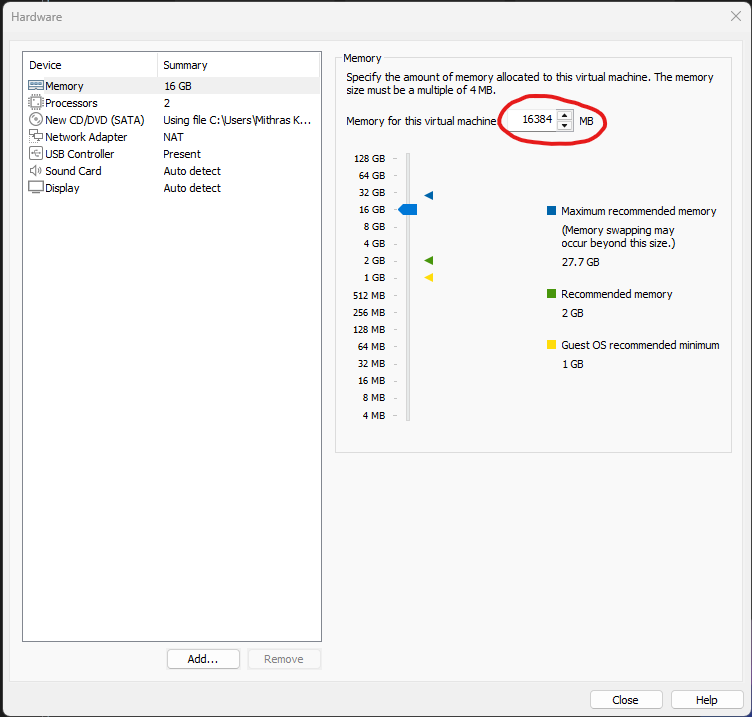 Hardware
Device Summary
Memory 16 GB
Processors 2
New CD/DVD (SATA) Using file C:\Users\Mithras K...
Network Adapter NAT
USB Controller Present
Sound Card Auto detect
Display Auto detect
Add...
Remove
Memory
Specify the amount of memory allocated to this virtual machine. The memory
size must be a multiple of 4 MB.
Memory for this virtual machine 16384 MB
128 GB
64 GB
32 GB
16 GB
8 GB
4 GB
2 GB
1 GB
512 MB
256 MB
128 MB
64 MB
32 MB
16 MB
8 MB
4 MB
Maximum recommended memory
(Memory swapping may
occur beyond this size.)
27.7 GB
Recommended memory
2 GB
Guest OS recommended minimum
1 GB
Close
Help